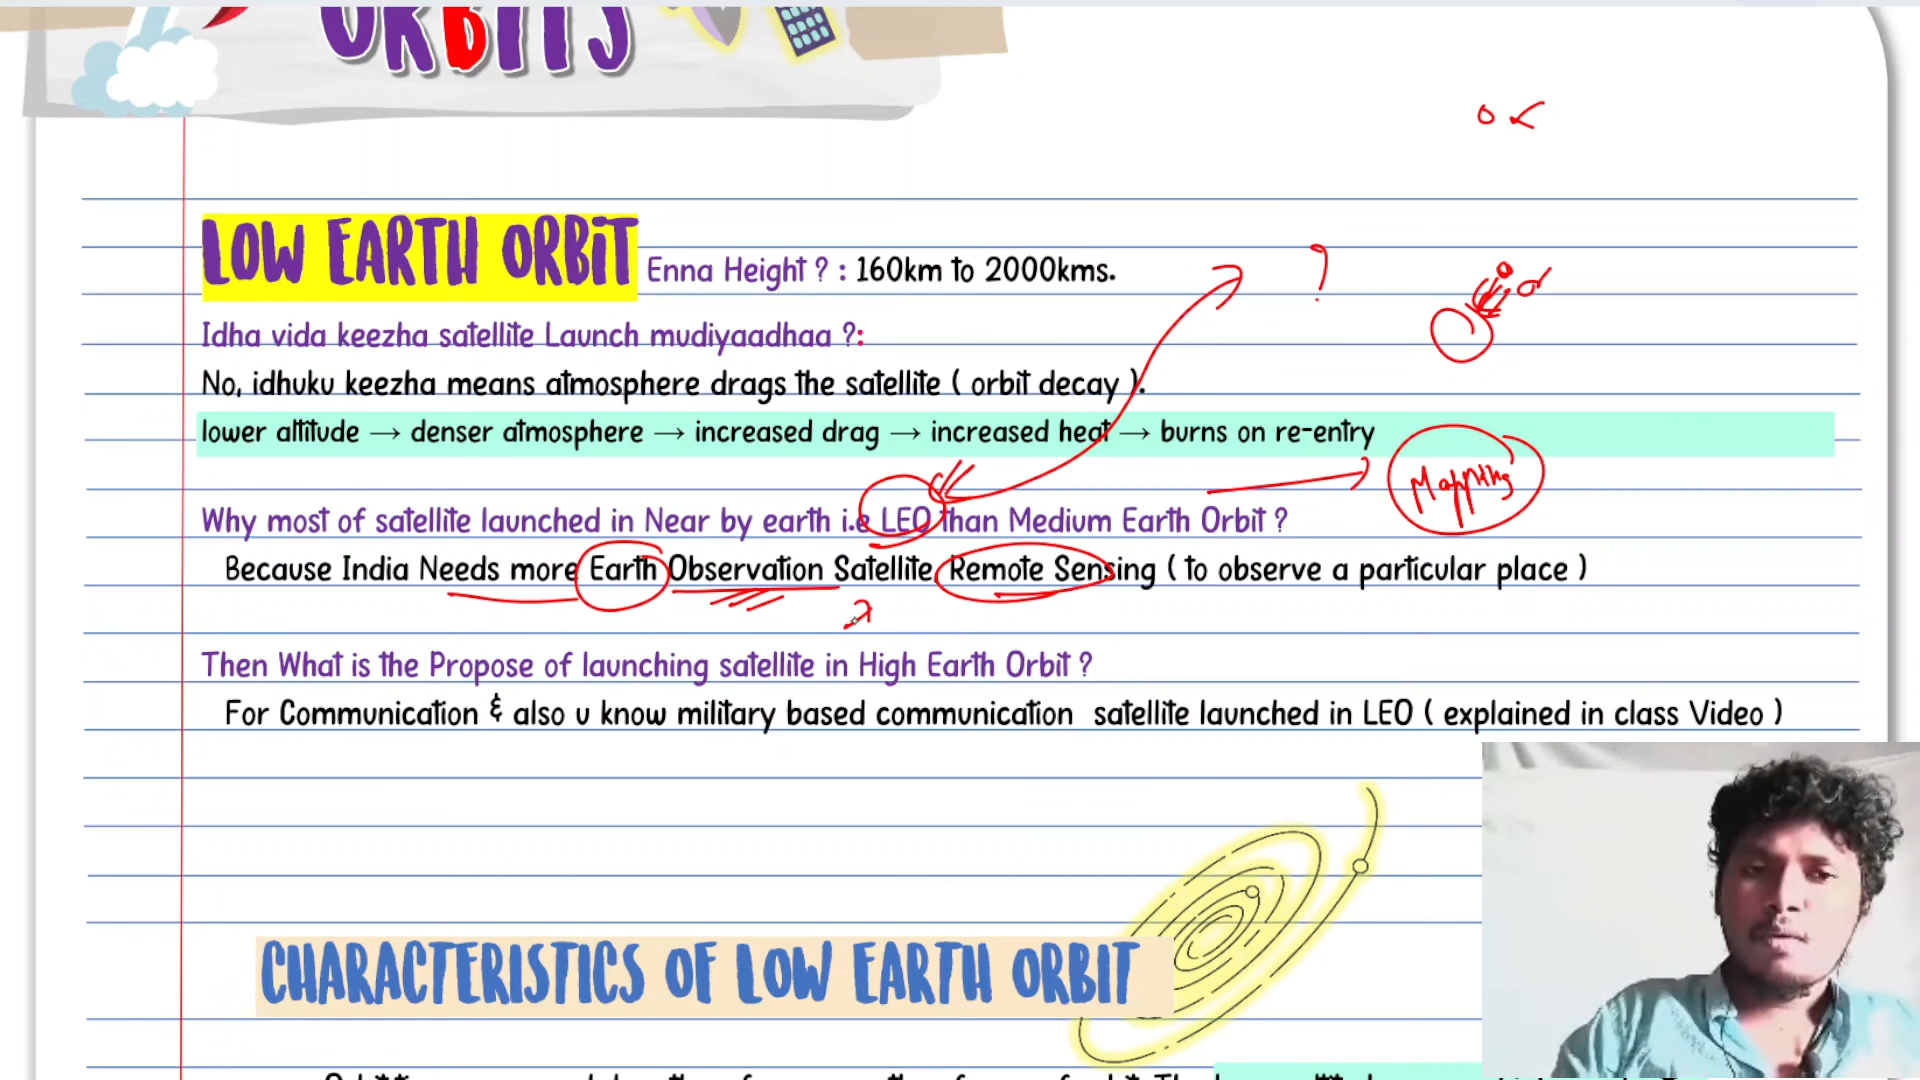 ORBITS
LOW EARTH ORBIT Enna Height ? : 160km to 2000kms.
Idha vida keezha satellite Launch mudiyaadhaa ?:
No, idhuku keezha means atmosphere drags the satellite ( orbit decay ).
lower altitude → denser atmosphere → increased drag → increased heat → burns on re-entry
Mapping
Why most of satellite launched in Near by earth i.e LEO than Medium Earth Orbit ?
Because India Needs more Earth Observation Satellite Remote Sensing ( to observe a particular place )
Then What is the Propose of launching satellite in High Earth Orbit ?
For Communication & also u know military based communication satellite launched in LEO ( explained in class Video )
CHARACTERISTICS OF LOW EARTH ORBIT